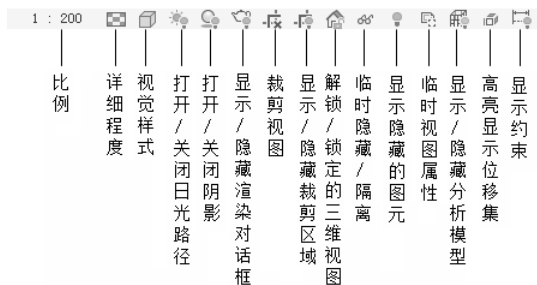 1 : 200
比例
详细程度
视觉样式
打开/关闭日光路径
打开/关闭阴影
显示/隐藏渲染对话框
裁剪视图
显示/隐藏裁剪区域
解锁/锁定的三维视图
临时隐藏/隔离
显示隐藏的图元
临时视图属性
显示/隐藏分析模型
高亮显示位移集
显示约束